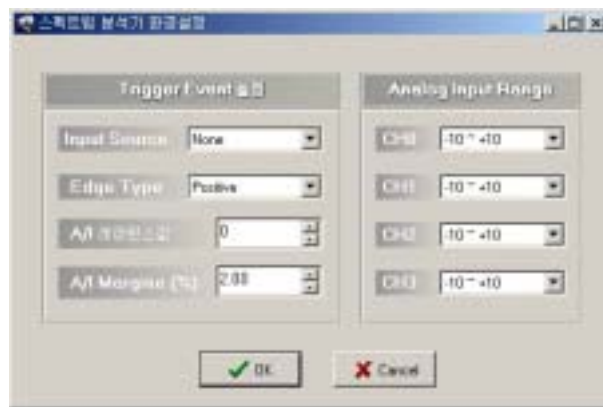 스펙트럼 분석기 환경설정
Trigger Event 설정
Input Source None
Edge Type Positive
A/I 0
A/I Margine (%) 2.00
Analog Input Range
CH0 -10 ~ +10
CH1 -10 ~ +10
CH2 -10 ~ +10
CH3 -10 ~ +10
OK
Cancel